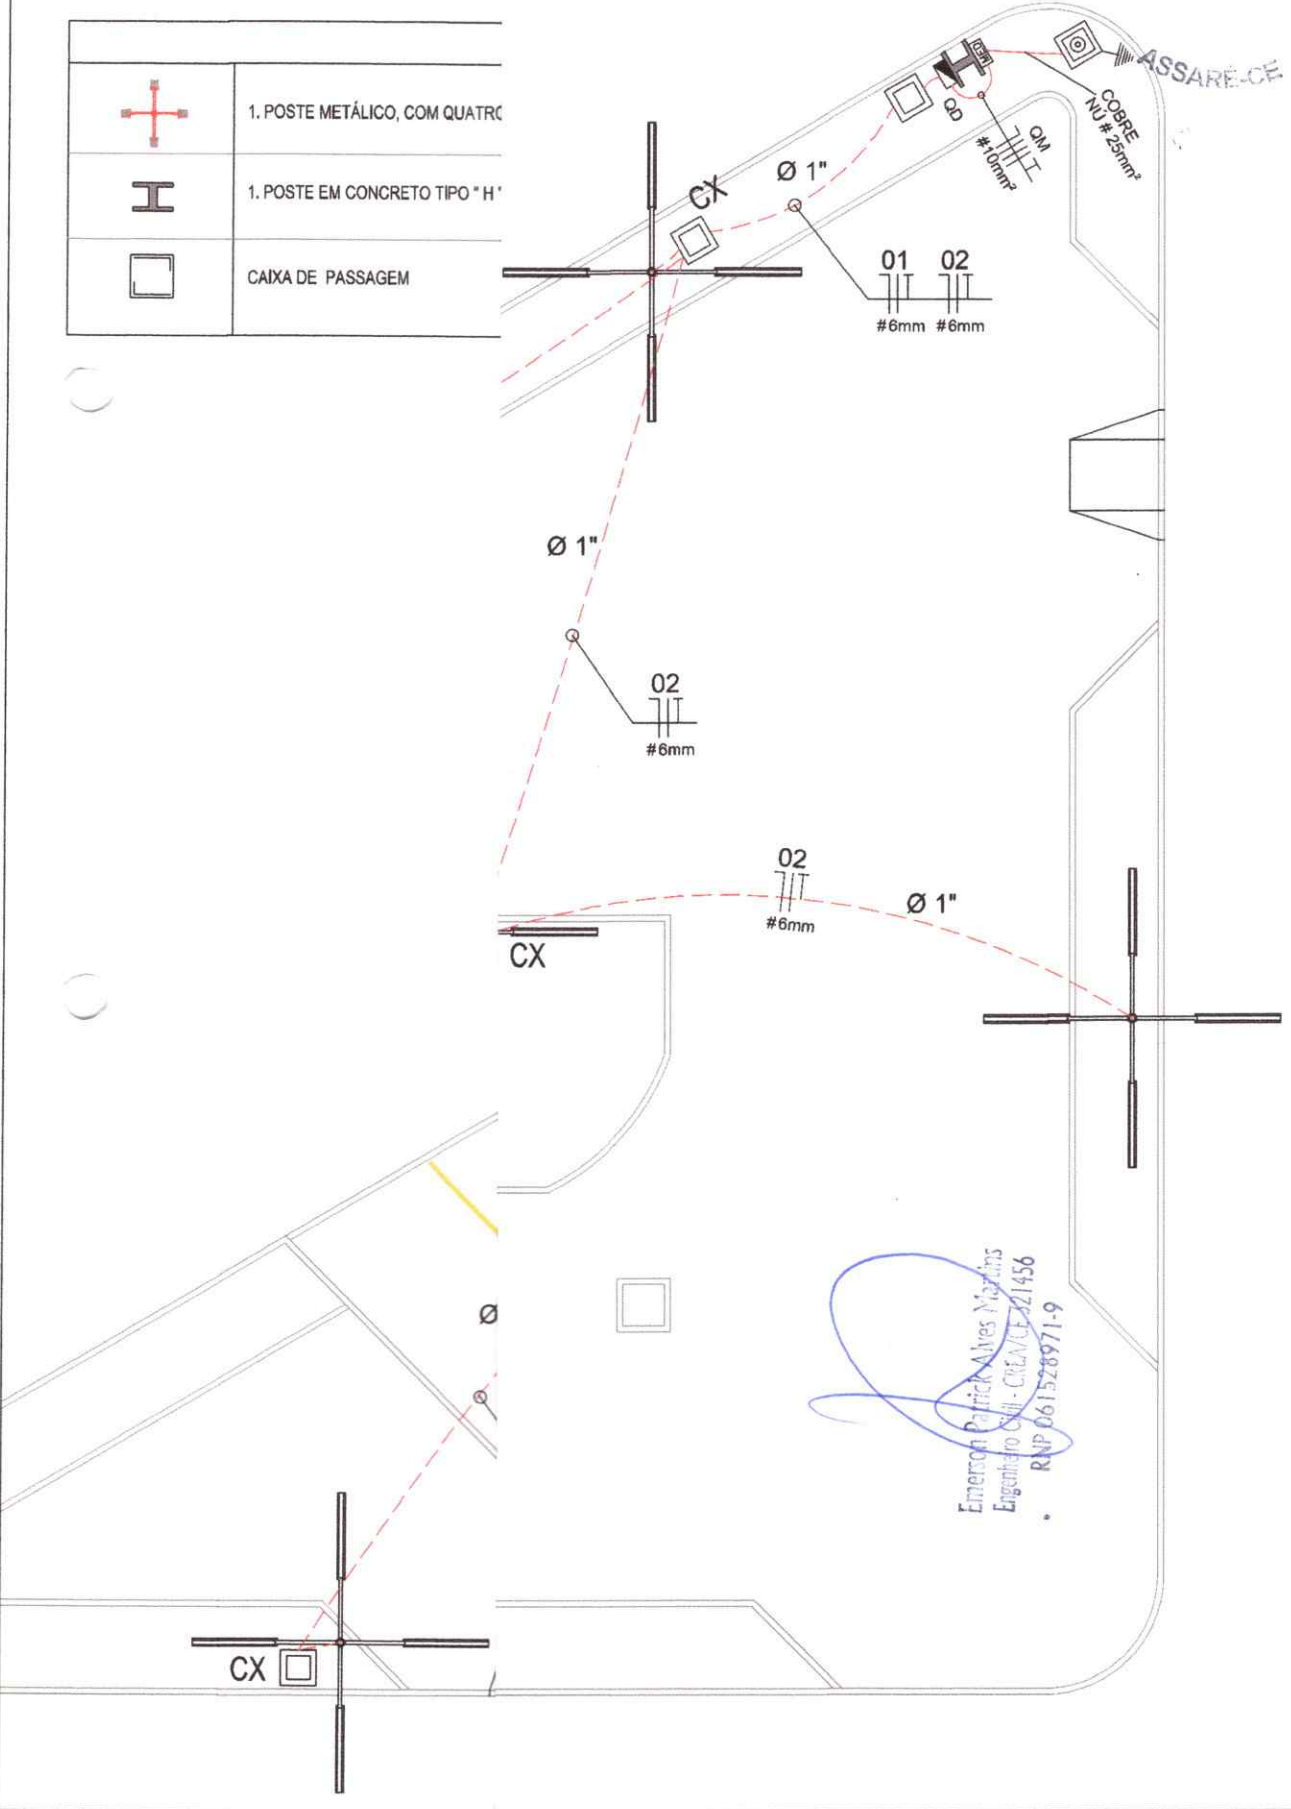 1. POSTE METÁLICO, COM QUATRO
1. POSTE EM CONCRETO TIPO " H "
CAIXA DE PASSAGEM
ASSARÉ-CE
MED
QD
QM
#10mm²
COBRE
NÚ # 25mm²
CX
Ø 1"
01 02
#6mm #6mm
Ø 1"
02
#6mm
02
#6mm
Ø 1"
CX
Ø
CX
Emerson Patrick Alves Martins
Engenheiro Civil - CREA/CE 321456
RNP 061528971-9